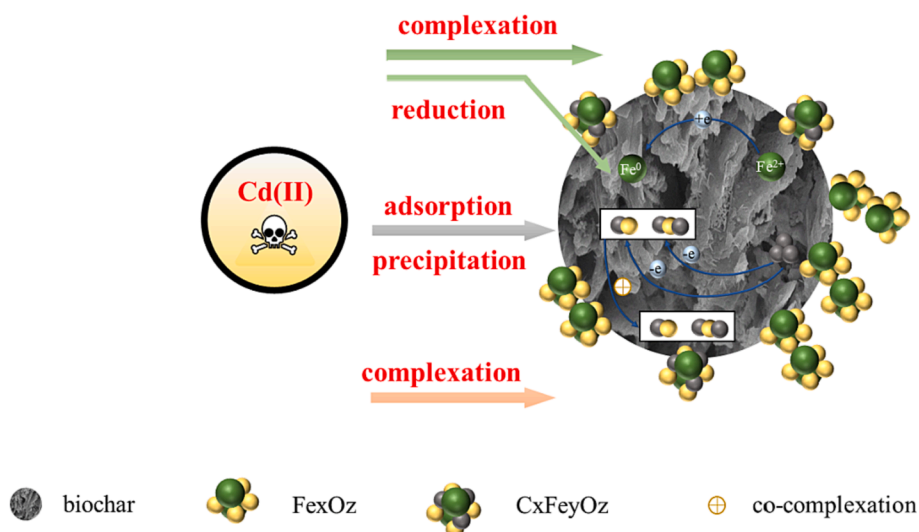 complexation
reduction
Cd(II)
adsorption
precipitation
complexation
+e
Fe⁰
Fe²⁺
-e
-e
biochar
FexOz
CxFeyOz
co-complexation